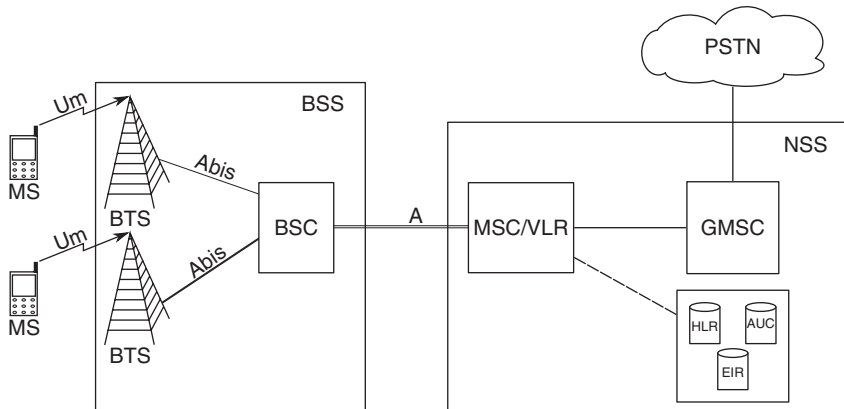 PSTN
BSS
NSS
Um
MS
BTS
Abis
BSC
A
MSC/VLR
GMSC
Um
MS
BTS
Abis
HLR
AUC
EIR